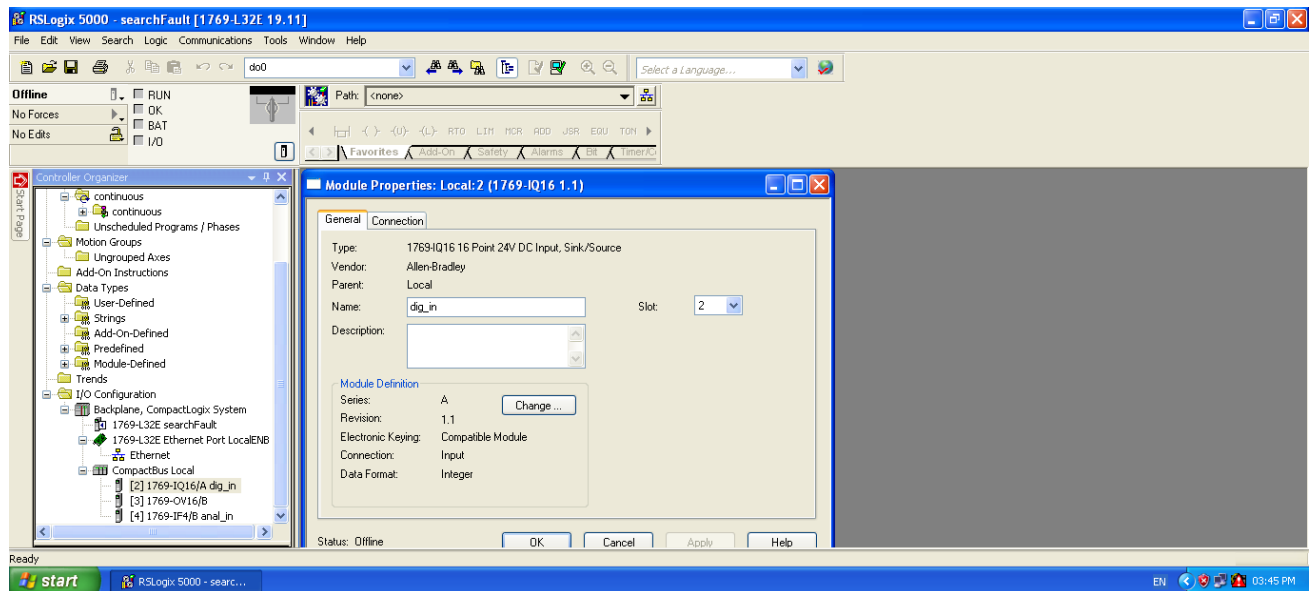 RSLogix 5000 - searchFault [1769-L32E 19.11]
File Edit View Search Logic Communications Tools Window Help
do0
Select a Language...
Offline
RUN
No Forces
OK
No Edits
BAT
I/O
Path: <none>
RTO LIM MCR ADD JSR EQU TON
Favorites Add-On Safety Alarms Bit Timer/C
Start Page
Controller Organizer
continuous
continuous
Unscheduled Programs / Phases
Motion Groups
Ungrouped Axes
Add-On Instructions
Data Types
User-Defined
Strings
Add-On-Defined
Predefined
Module-Defined
Trends
I/O Configuration
Backplane, CompactLogix System
1769-L32E searchFault
1769-L32E Ethernet Port LocalENB
Ethernet
CompactBus Local
[2] 1769-IQ16/A dig_in
[3] 1769-OV16/B
[4] 1769-IF4/B anal_in
Module Properties: Local:2 (1769-IQ16 1.1)
General Connection
Type: 1769-IQ16 16 Point 24V DC Input, Sink/Source
Vendor: Allen-Bradley
Parent: Local
Name: dig_in Slot: 2
Description:
Module Definition
Series: A Change ...
Revision: 1.1
Electronic Keying: Compatible Module
Connection: Input
Data Format: Integer
Status: Offline OK Cancel Apply Help
Ready
start RSLogix 5000 - searc... EN 03:45 PM